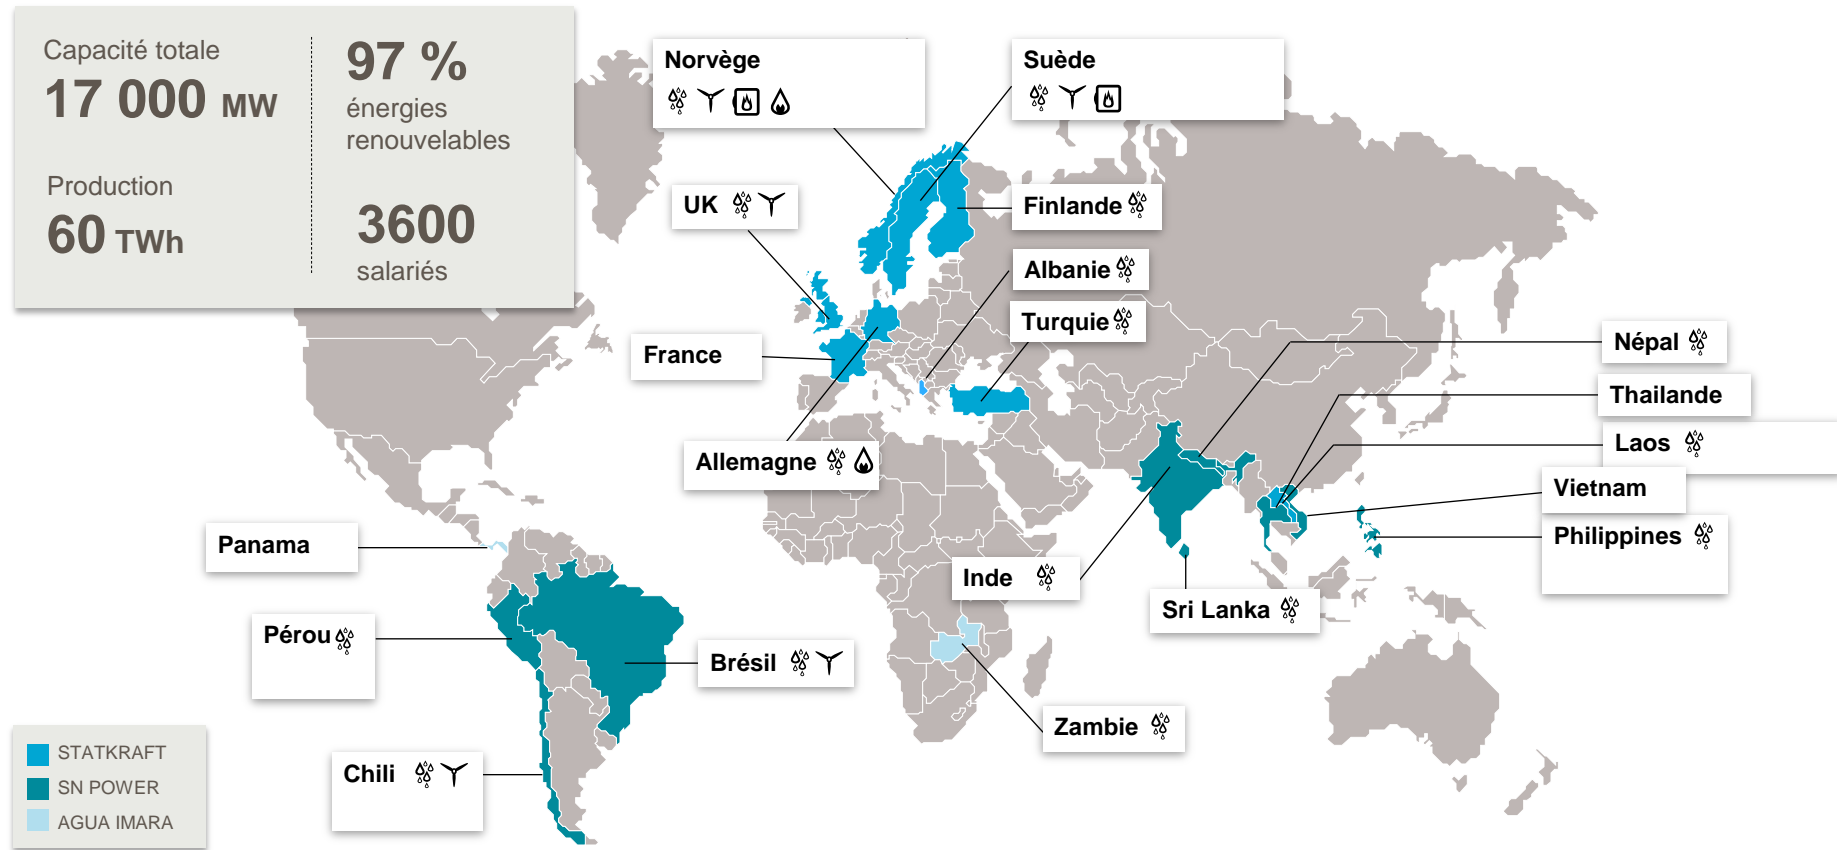 Capacité totale
17 000 MW
97 %
énergies
renouvelables
Production
60 TWh
3600
salariés
Norvège
Suède
UK
Finlande
Albanie
Turquie
France
Népal
Thailande
Allemagne
Laos
Vietnam
Panama
Philippines
Inde
Sri Lanka
Pérou
Brésil
Zambie
Chili
STATKRAFT
SN POWER
AGUA IMARA